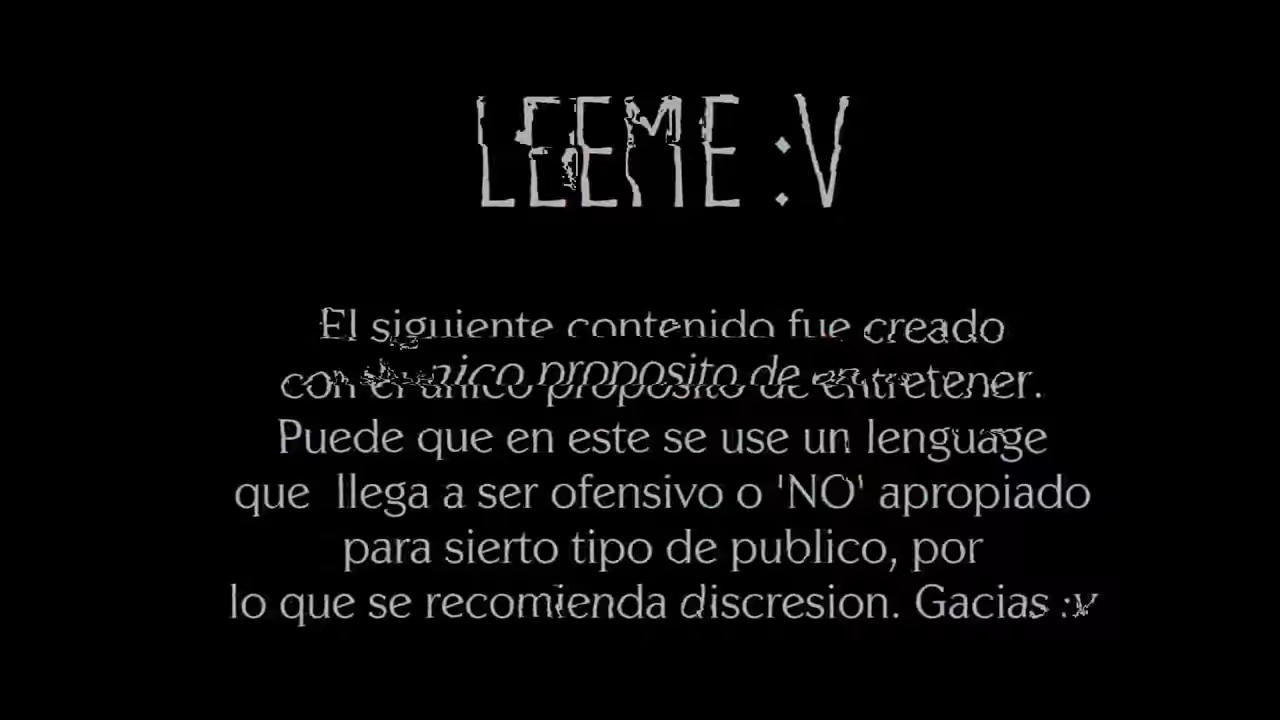 LEEME :V
El siguiente contenido fue creado
con el unico proposito de entretener.
Puede que en este se use un lenguage
que llega a ser ofensivo o 'NO' apropiado
para sierto tipo de publico, por
lo que se recomienda discresion. Gacias :v